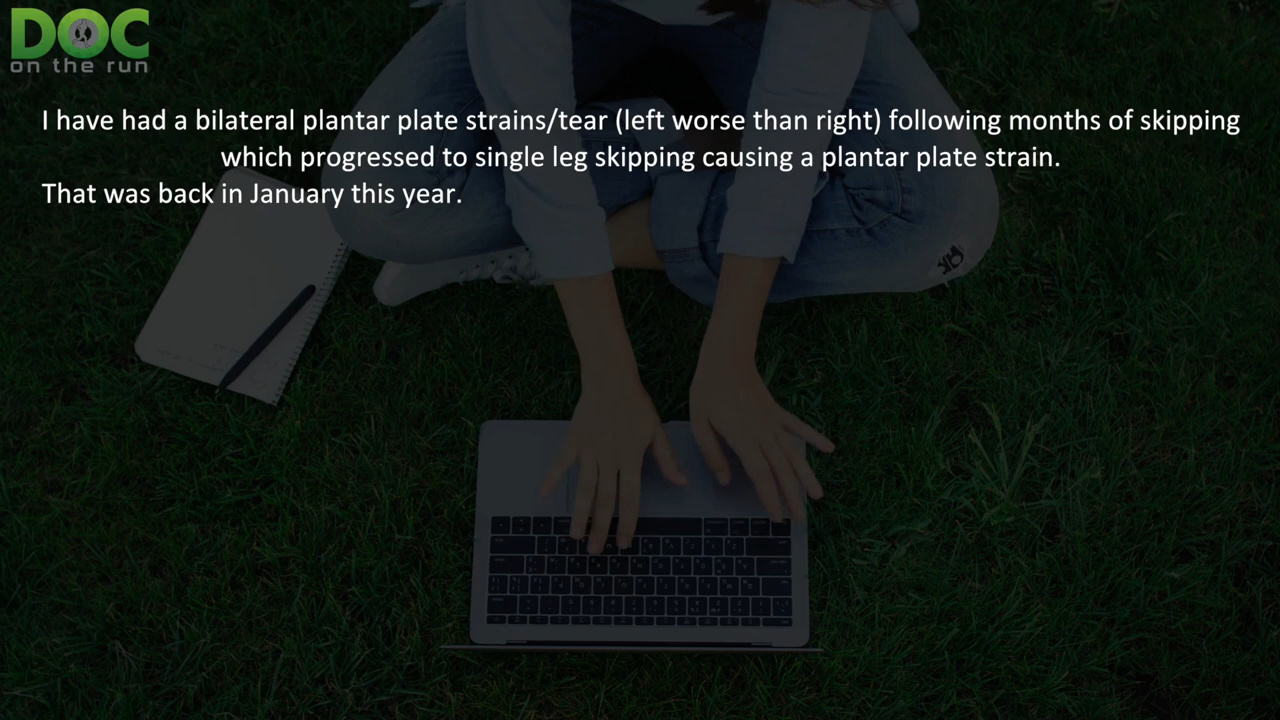 DOC
on the run
I have had a bilateral plantar plate strains/tear (left worse than right) following months of skipping
which progressed to single leg skipping causing a plantar plate strain.
That was back in January this year.